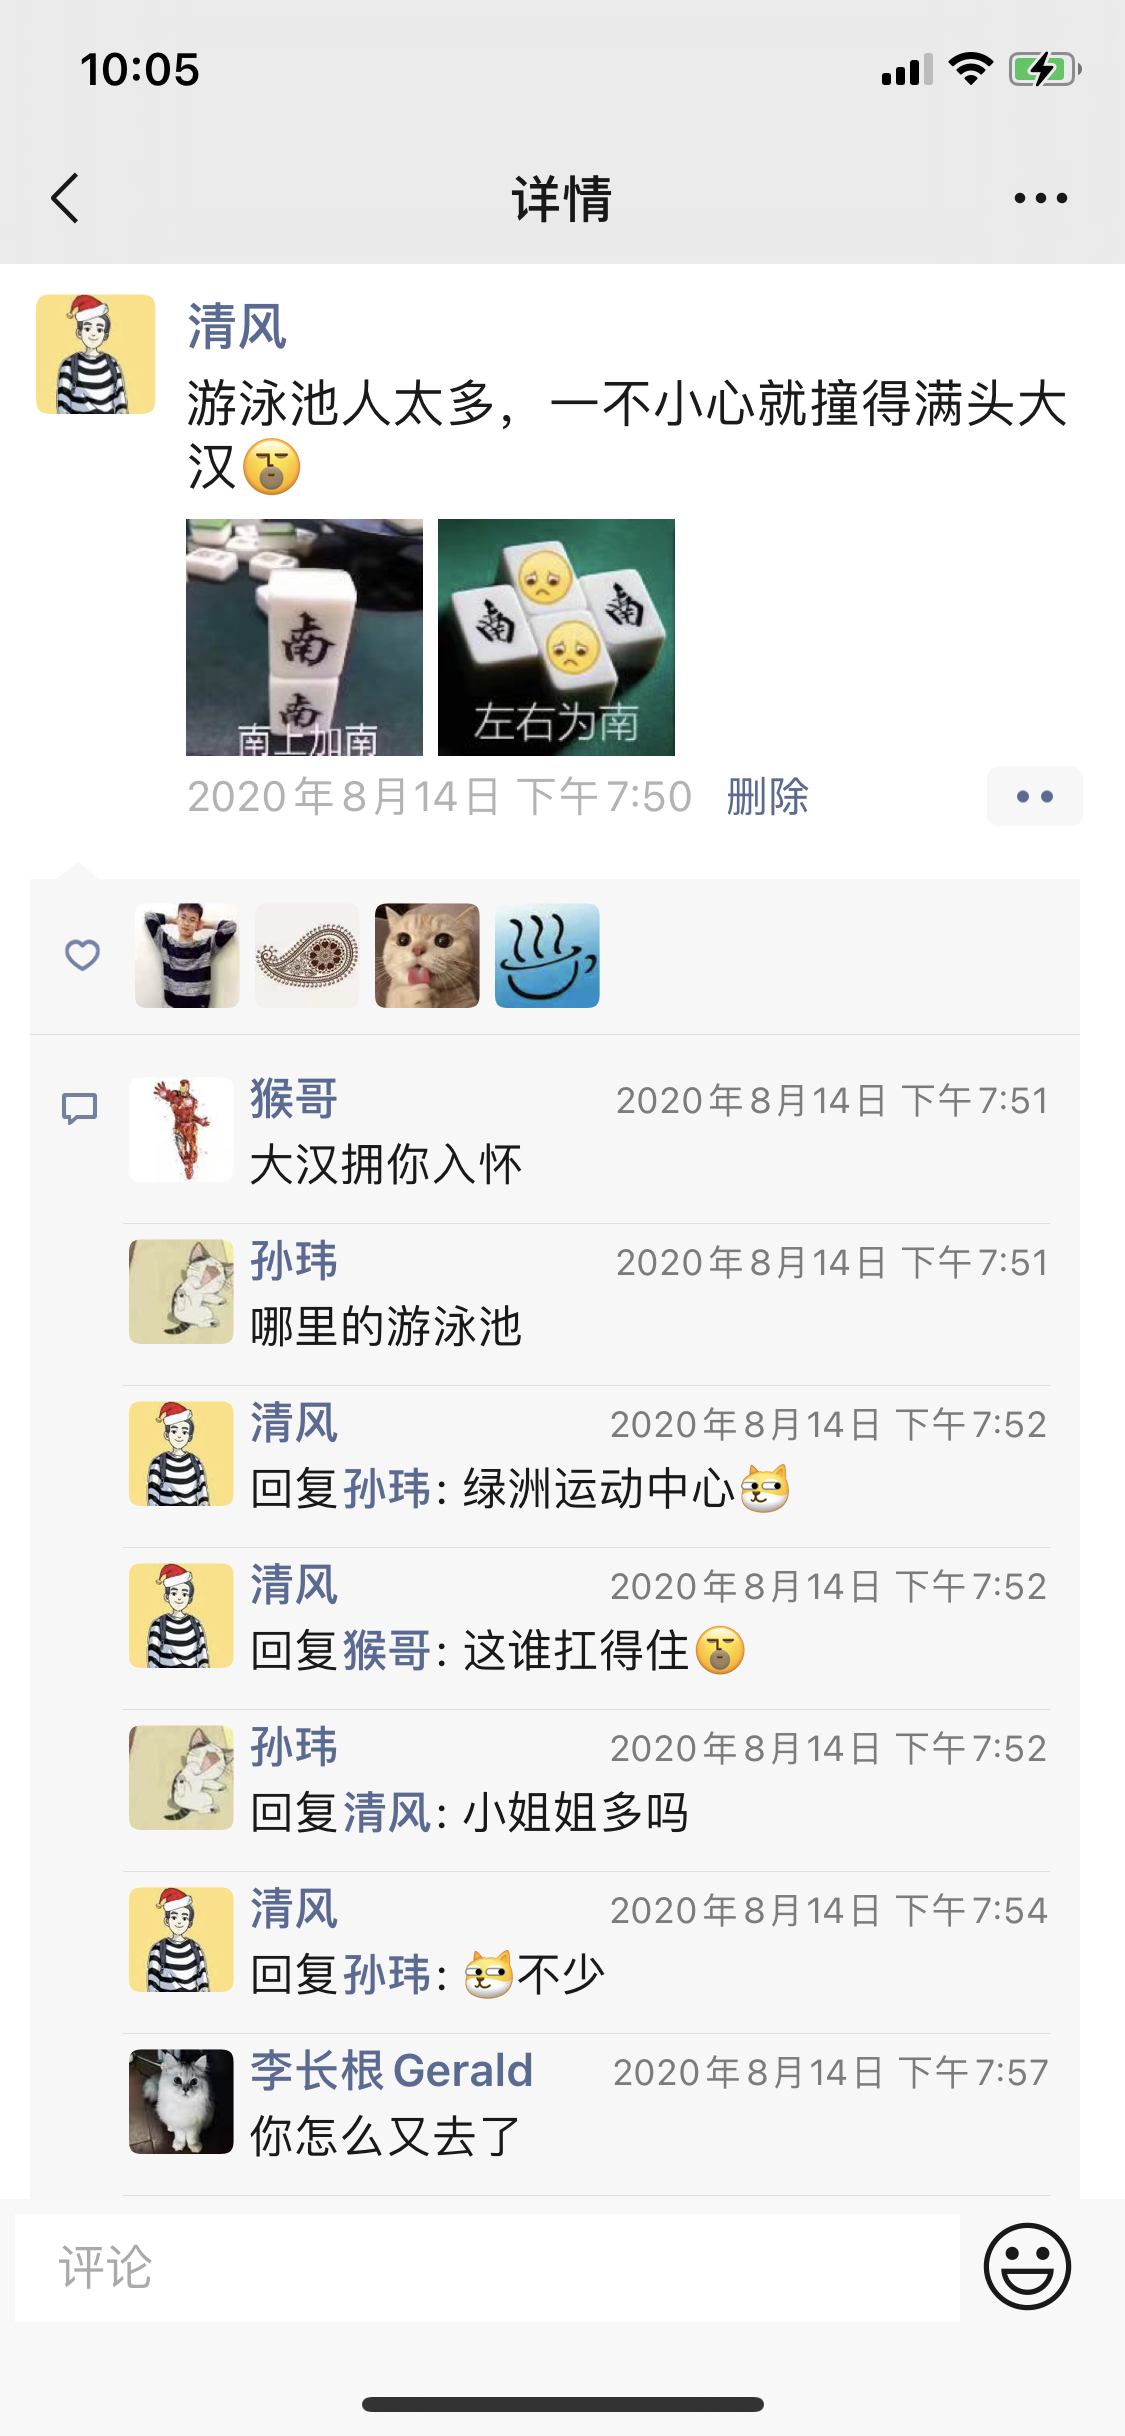 10:05
详情
清风
游泳池人太多，一不小心就撞得满头大
汉
南
南
南上加南
南
南
左右为南
2020年8月14日 下午7:50 删除
猴哥 2020年8月14日 下午7:51
大汉拥你入怀
孙玮 2020年8月14日 下午7:51
哪里的游泳池
清风 2020年8月14日 下午7:52
回复孙玮: 绿洲运动中心
清风 2020年8月14日 下午7:52
回复猴哥: 这谁扛得住
孙玮 2020年8月14日 下午7:52
回复清风: 小姐姐多吗
清风 2020年8月14日 下午7:54
回复孙玮: 不少
李长根Gerald 2020年8月14日 下午7:57
你怎么又去了
评论